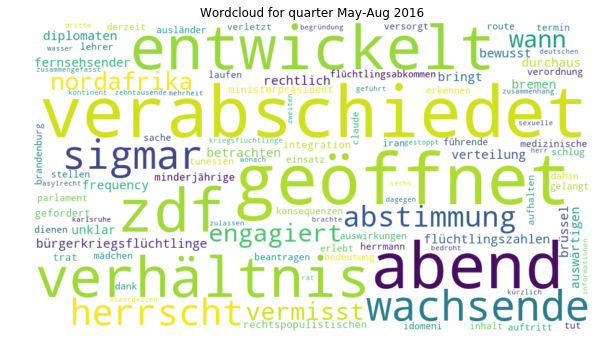 Wordcloud for quarter May-Aug 2016
dritte
derzeit
ausländer
verletzt
versorgt
route
termin
begründung
diplomaten
lehrer
entwickelt
wann
bewusst
deutschen
wasser
fernsehsender
durchaus
zusammengefasst
laufen
flüchtlingsabkommen
bringt
verordnung
nordafrika
rechtlich
ministerpräsident
erkennen
bremen
kontinent
zehntausende
mehrheit
geführt
zweiten
zusammenhang
verabschiedet
kriegsflüchtlinge
claude
sache
integration
iran
gestoppt
führende
sexuelle
sigmar
betrachten
tunesien
wonach
einsatz
verteilung
medizinische
herr
schlug
brandenburg
asylrecht
stellen
frequency
minderjährige
geöffnet
sechs
dahin
gelangt
parlament
zdf
konsequenzen
zulassen
dagegen
aufhalten
gefordert
karlsruhe
brachte
abstimmung
dienen
unklar
engagiert
auswirkungen
brüssel
auswärtigen
informationen
bürgerkriegsflüchtlinge
erlebt
herrmann
flüchtlingszahlen
trat
mädchen
beantragen
bedeutung
bedroht
verhältnis
rat
abend
dank
stattdessen
kürzlich
herrscht
vermisst
wachsende
rechtspopulistischen
idomeni
inhalt
auftritt
tut